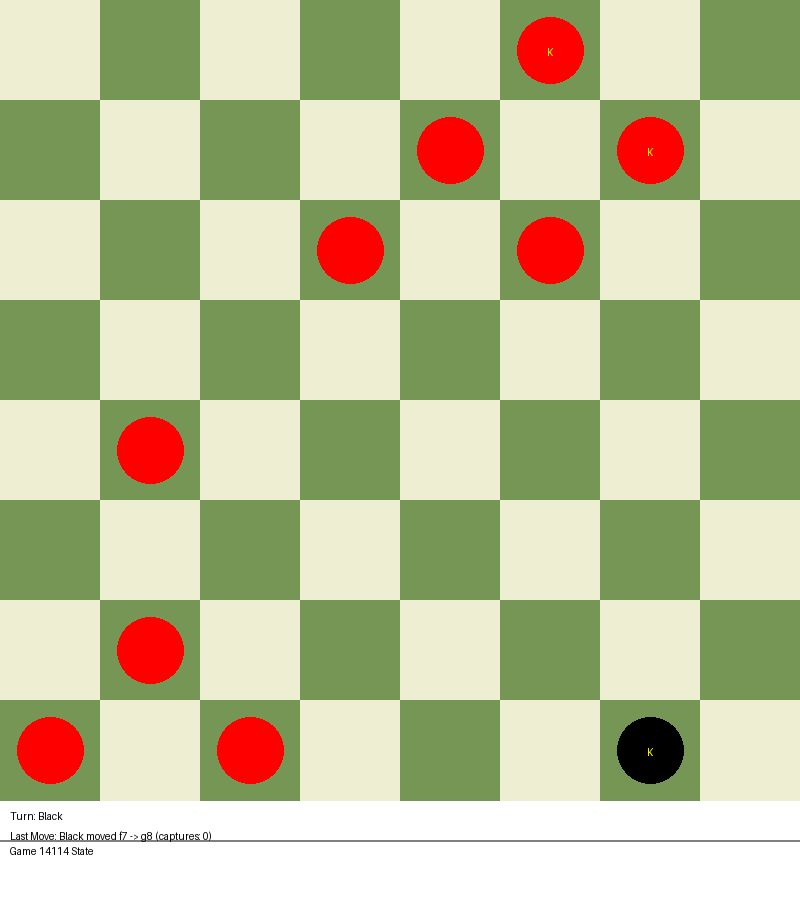 K
K
K
Turn: Black
Last Move: Black moved f7 -> g8 (captures: 0)
Game 14114 State